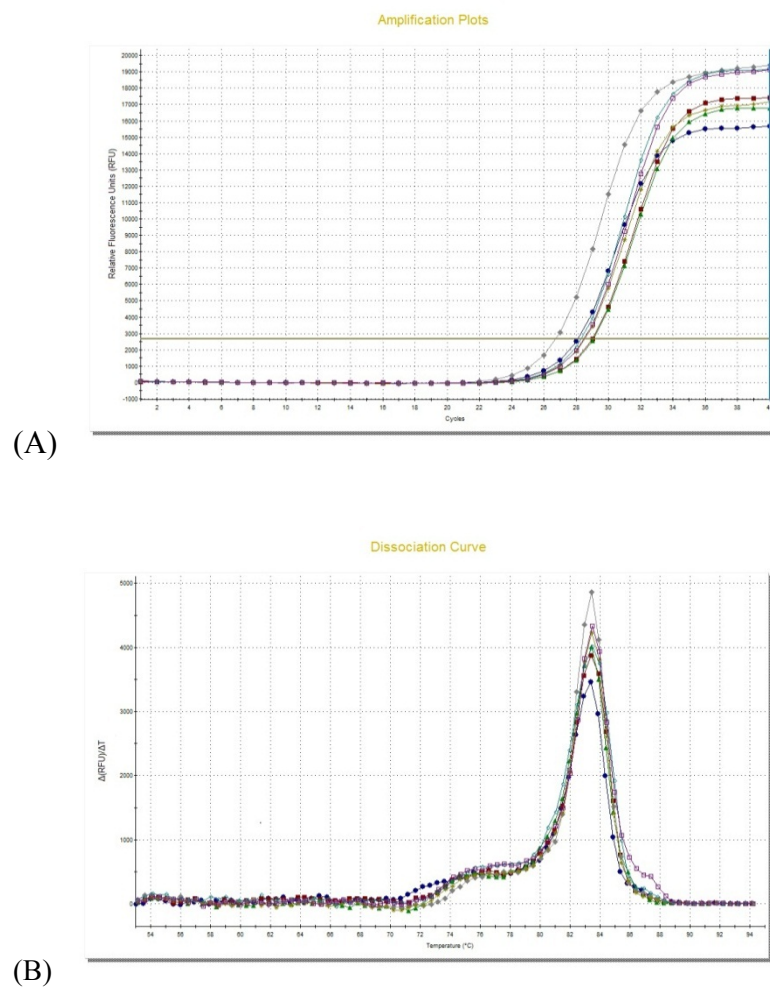 Amplification Plots
Relative Fluorescence Units (RFU)
20000
19000
18000
17000
16000
15000
14000
13000
12000
11000
10000
9000
8000
7000
6000
5000
4000
3000
2000
1000
0
-1000
2 4 6 8 10 12 14 16 18 20 22 24 26 28 30 32 34 36 38 4
Cycles
(A)
Dissociation Curve
Δ(RFU)/ΔT
5000
4000
3000
2000
1000
0
54 56 58 60 62 64 66 68 70 72 74 76 78 80 82 84 86 88 90 92 94
Temperature (°C)
(B)